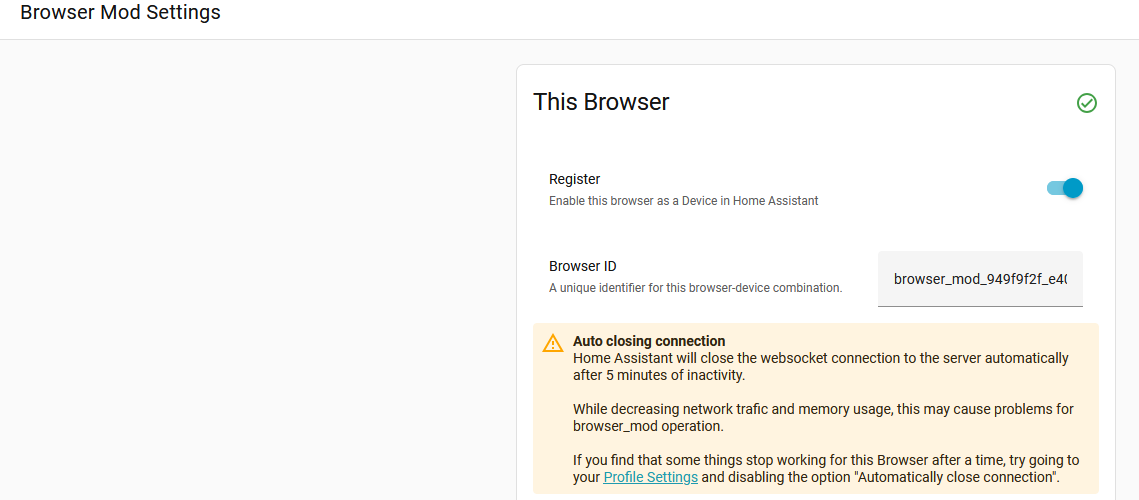 Browser Mod Settings
This Browser
Register
Enable this browser as a Device in Home Assistant
Browser ID
A unique identifier for this browser-device combination.
browser_mod_949f9f2f_e4
Auto closing connection
Home Assistant will close the websocket connection to the server automatically
after 5 minutes of inactivity.
While decreasing network trafic and memory usage, this may cause problems for
browser_mod operation.
If you find that some things stop working for this Browser after a time, try going to
your Profile Settings and disabling the option "Automatically close connection".